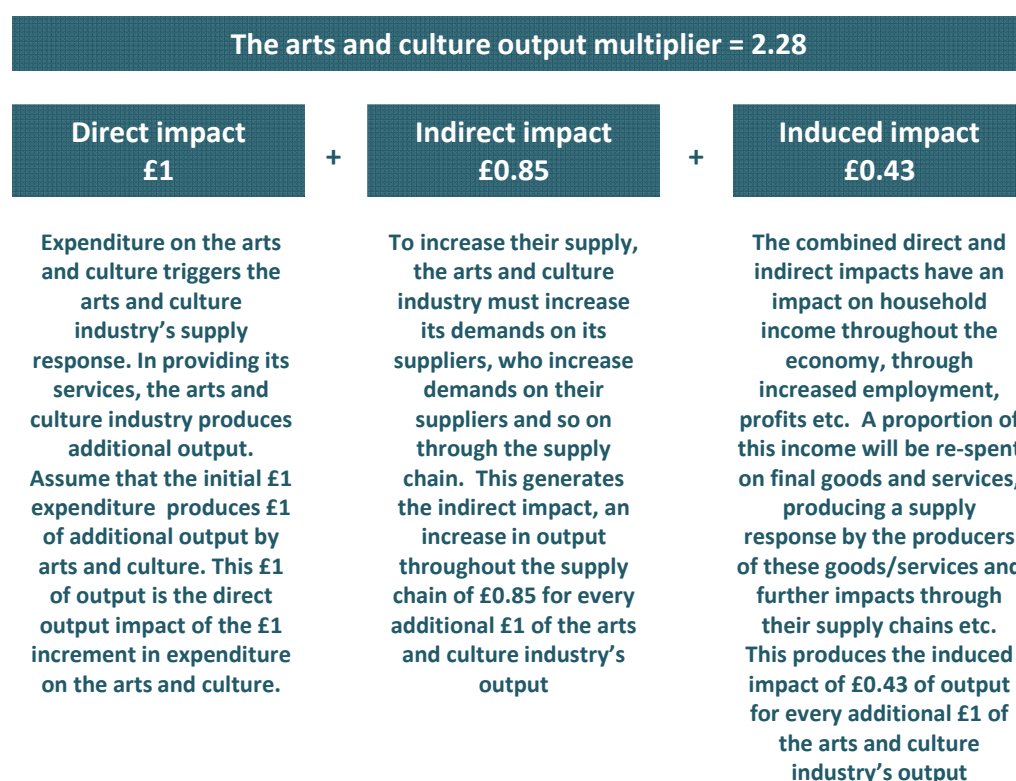 The arts and culture output multiplier = 2.28
Direct impact
£1
+
Indirect impact
£0.85
+
Induced impact
£0.43
Expenditure on the arts
and culture triggers the
arts and culture
industry's supply
response. In providing its
services, the arts and
culture industry produces
additional output.
Assume that the initial £1
expenditure produces £1
of additional output by
arts and culture. This £1
of output is the direct
output impact of the £1
increment in expenditure
on the arts and culture.
To increase their supply,
the arts and culture
industry must increase
its demands on its
suppliers, who increase
demands on their
suppliers and so on
through the supply
chain. This generates
the indirect impact, an
increase in output
throughout the supply
chain of £0.85 for every
additional £1 of the arts
and culture industry's
output
The combined direct and
indirect impacts have an
impact on household
income throughout the
economy, through
increased employment,
profits etc. A proportion of
this income will be re-spent
on final goods and services,
producing a supply
response by the producers
of these goods/services and
further impacts through
their supply chains etc.
This produces the induced
impact of £0.43 of output
for every additional £1 of
the arts and culture
industry's output